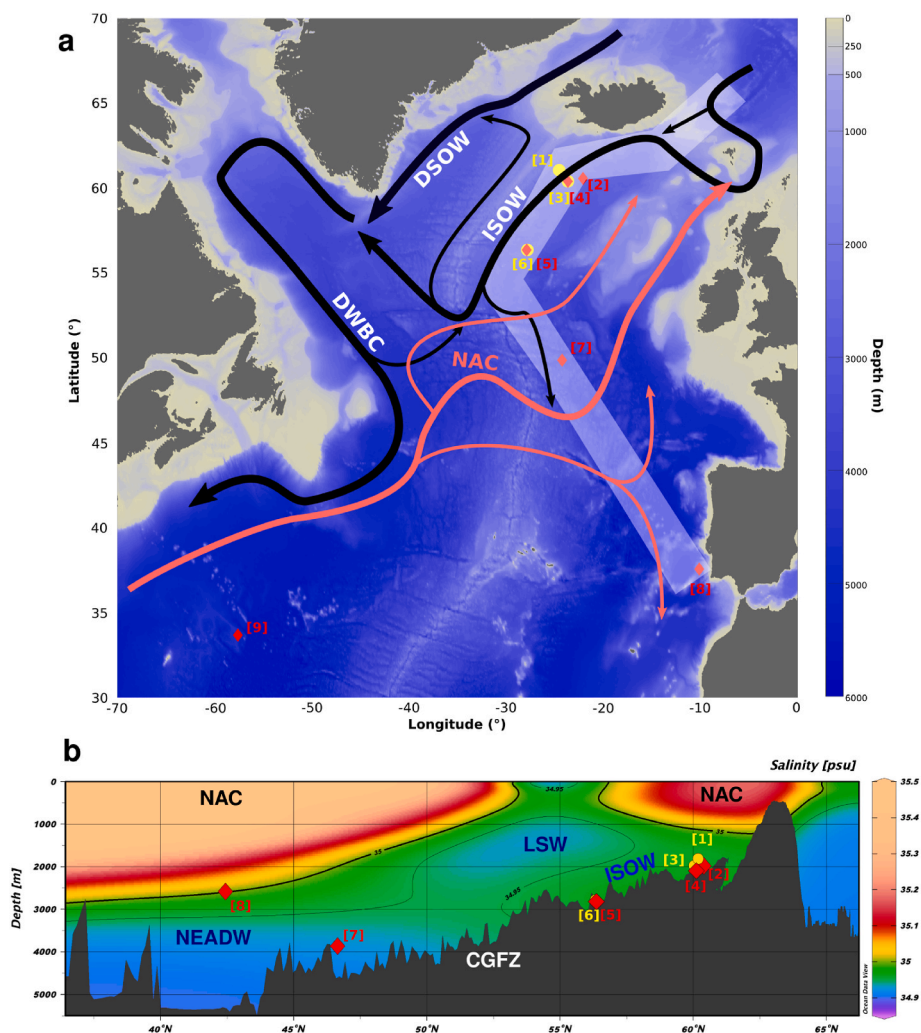 a
70
65
60
55
50
45
40
35
30
Latitude (°)
-70
-60
-50
-40
-30
-20
-10
0
Longitude (°)
DSOW
ISOW
DWBC
NAC
[1]
[2]
[3][4]
[6][5]
[7]
[8]
[9]
0
250
500
1000
2000
3000
4000
5000
6000
Depth (m)
b
Salinity [psu]
0
1000
2000
3000
4000
5000
Depth [m]
NAC
34.95
NAC
35
35
LSW
[1]
[3]
[2]
[4]
ISOW
34.95
[8]
[6][5]
NEADW
[7]
CGFZ
40°N
45°N
50°N
55°N
60°N
65°N
35.5
35.4
35.3
35.2
35.1
35
34.9
Ocean Data View